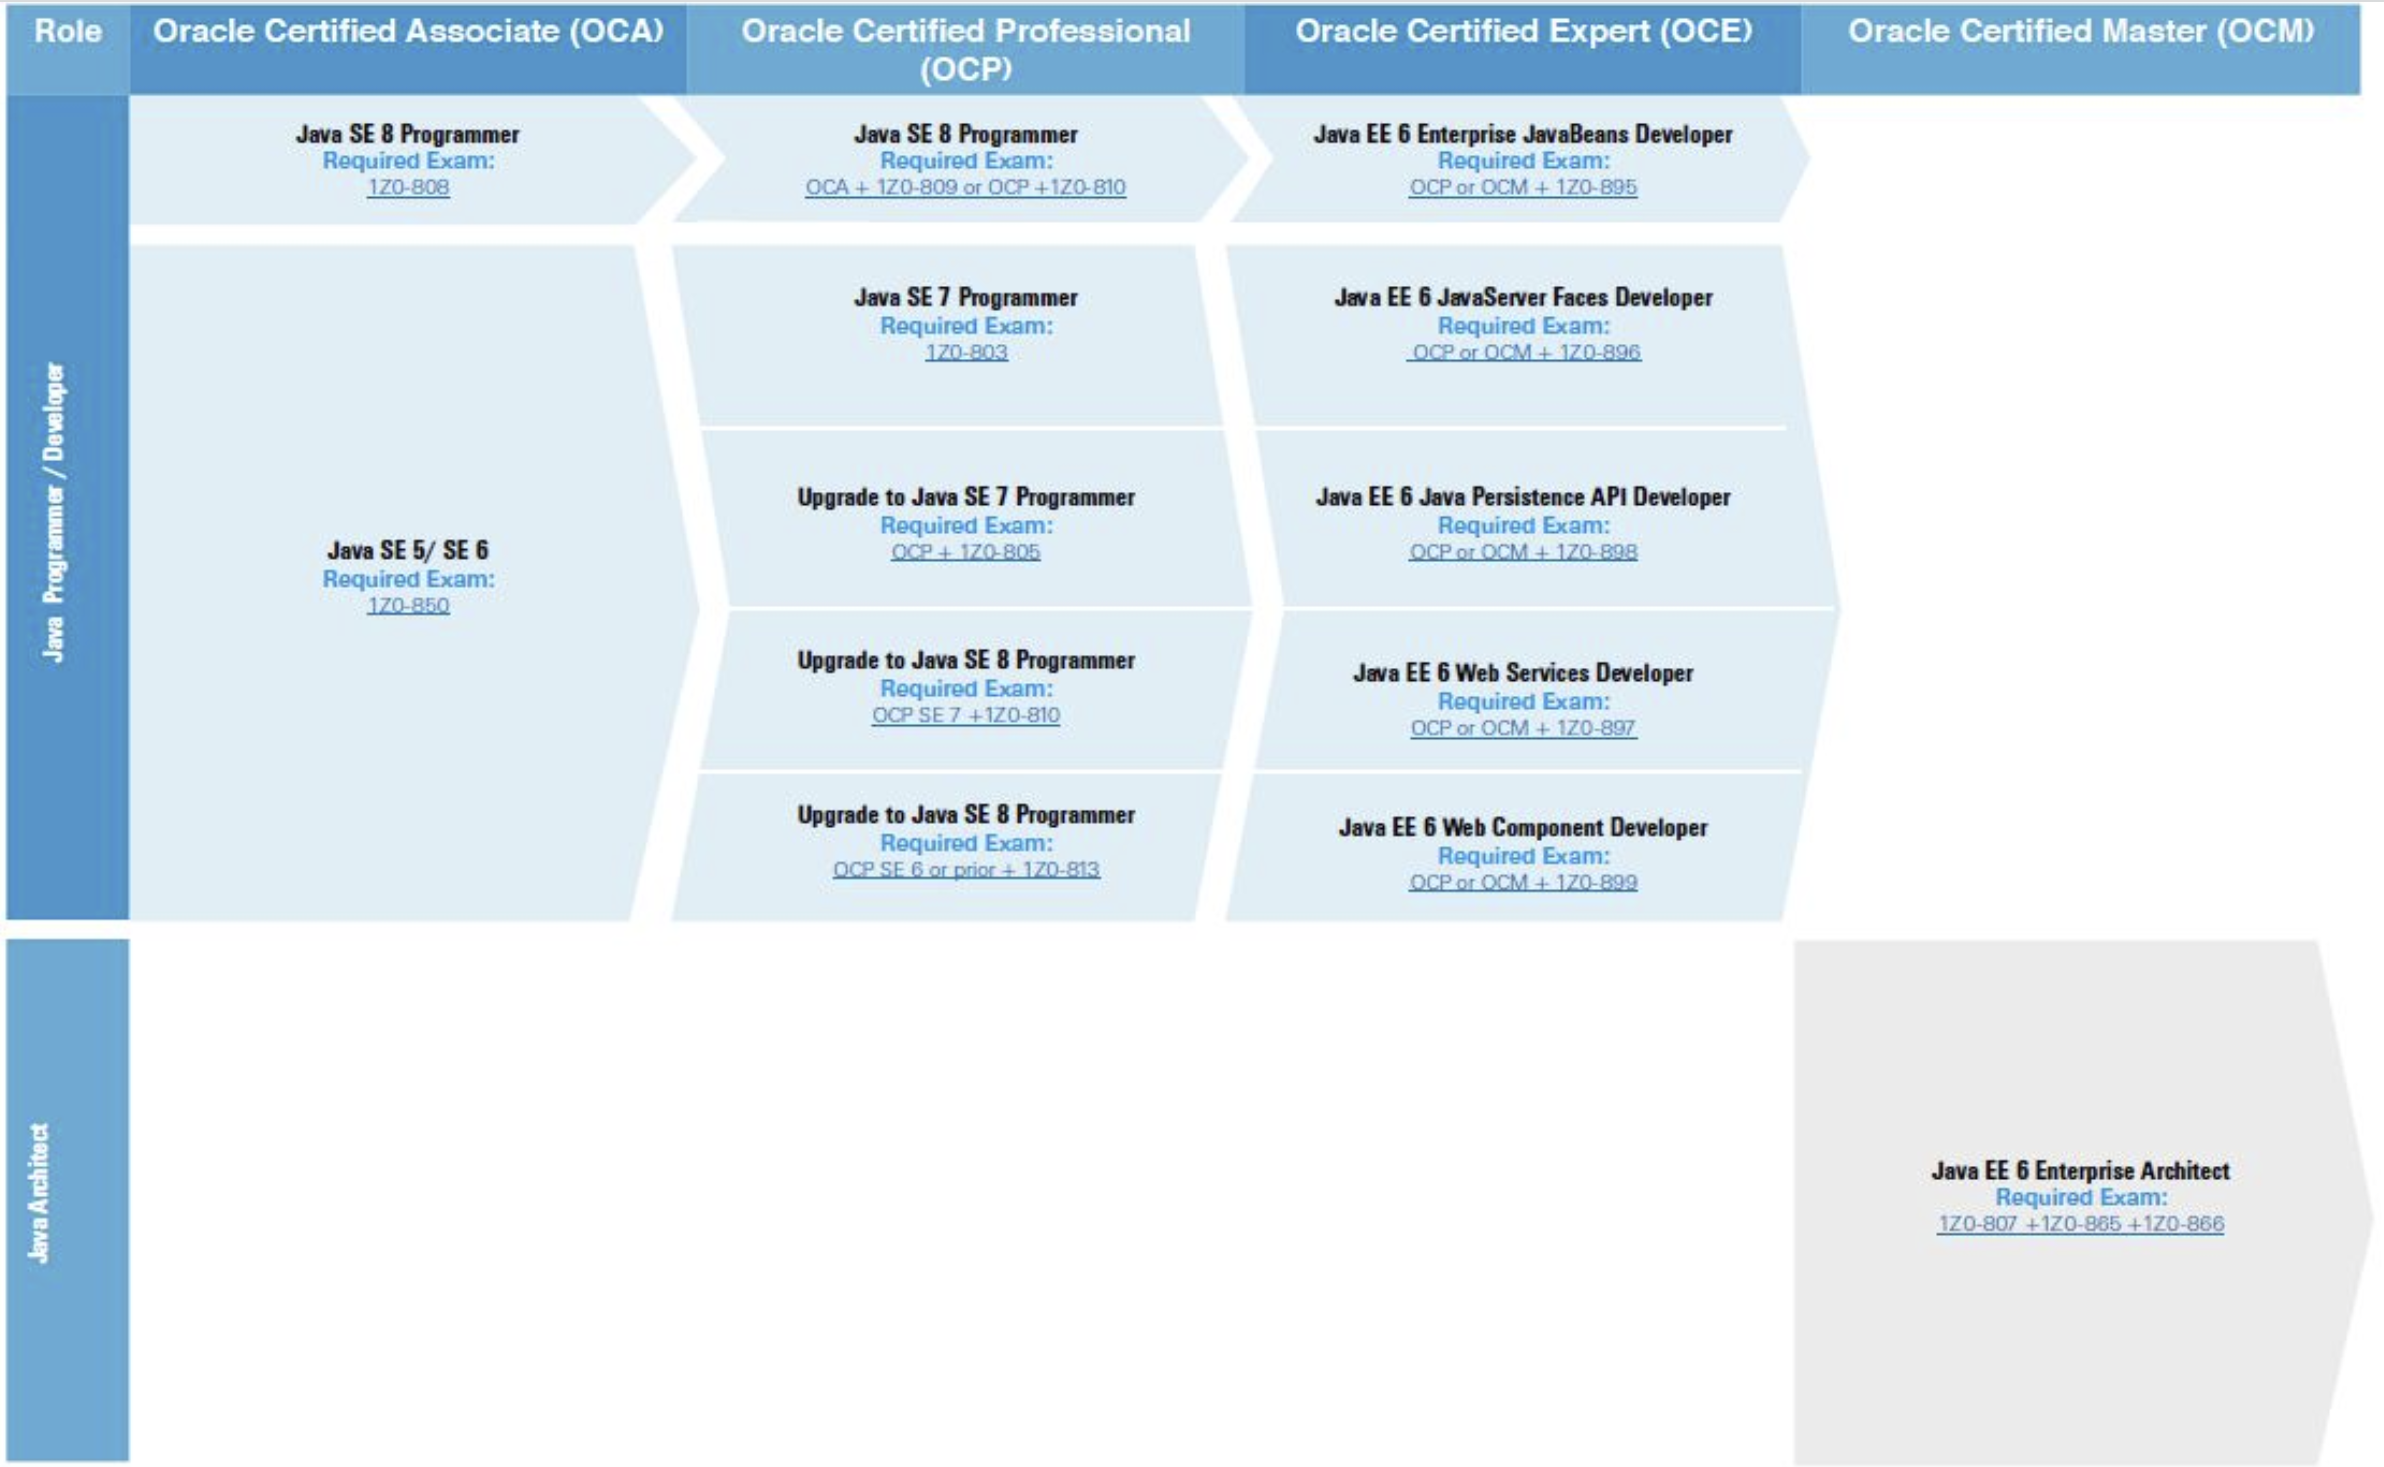 Role
Oracle Certified Associate (OCA)
Oracle Certified Professional
(OCP)
Oracle Certified Expert (OCE)
Oracle Certified Master (OCM)
Java Programmer / Developer
Java SE 8 Programmer
Required Exam:
1Z0-808
Java SE 8 Programmer
Required Exam:
OCA + 1Z0-809 or OCP +1Z0-810
Java EE 6 Enterprise JavaBeans Developer
Required Exam:
OCP or OCM + 1Z0-895
Java SE 5/ SE 6
Required Exam:
1Z0-850
Java SE 7 Programmer
Required Exam:
1Z0-803
Upgrade to Java SE 7 Programmer
Required Exam:
OCP + 1Z0-805
Upgrade to Java SE 8 Programmer
Required Exam:
OCP SE 7 +1Z0-810
Upgrade to Java SE 8 Programmer
Required Exam:
OCP SE 6 or prior + 1Z0-813
Java EE 6 JavaServer Faces Developer
Required Exam:
OCP or OCM + 1Z0-896
Java EE 6 Java Persistence API Developer
Required Exam:
OCP or OCM + 1Z0-898
Java EE 6 Web Services Developer
Required Exam:
OCP or OCM + 1Z0-897
Java EE 6 Web Component Developer
Required Exam:
OCP or OCM + 1Z0-899
Java Architect
Java EE 6 Enterprise Architect
Required Exam:
1Z0-807 +1Z0-865 +1Z0-866